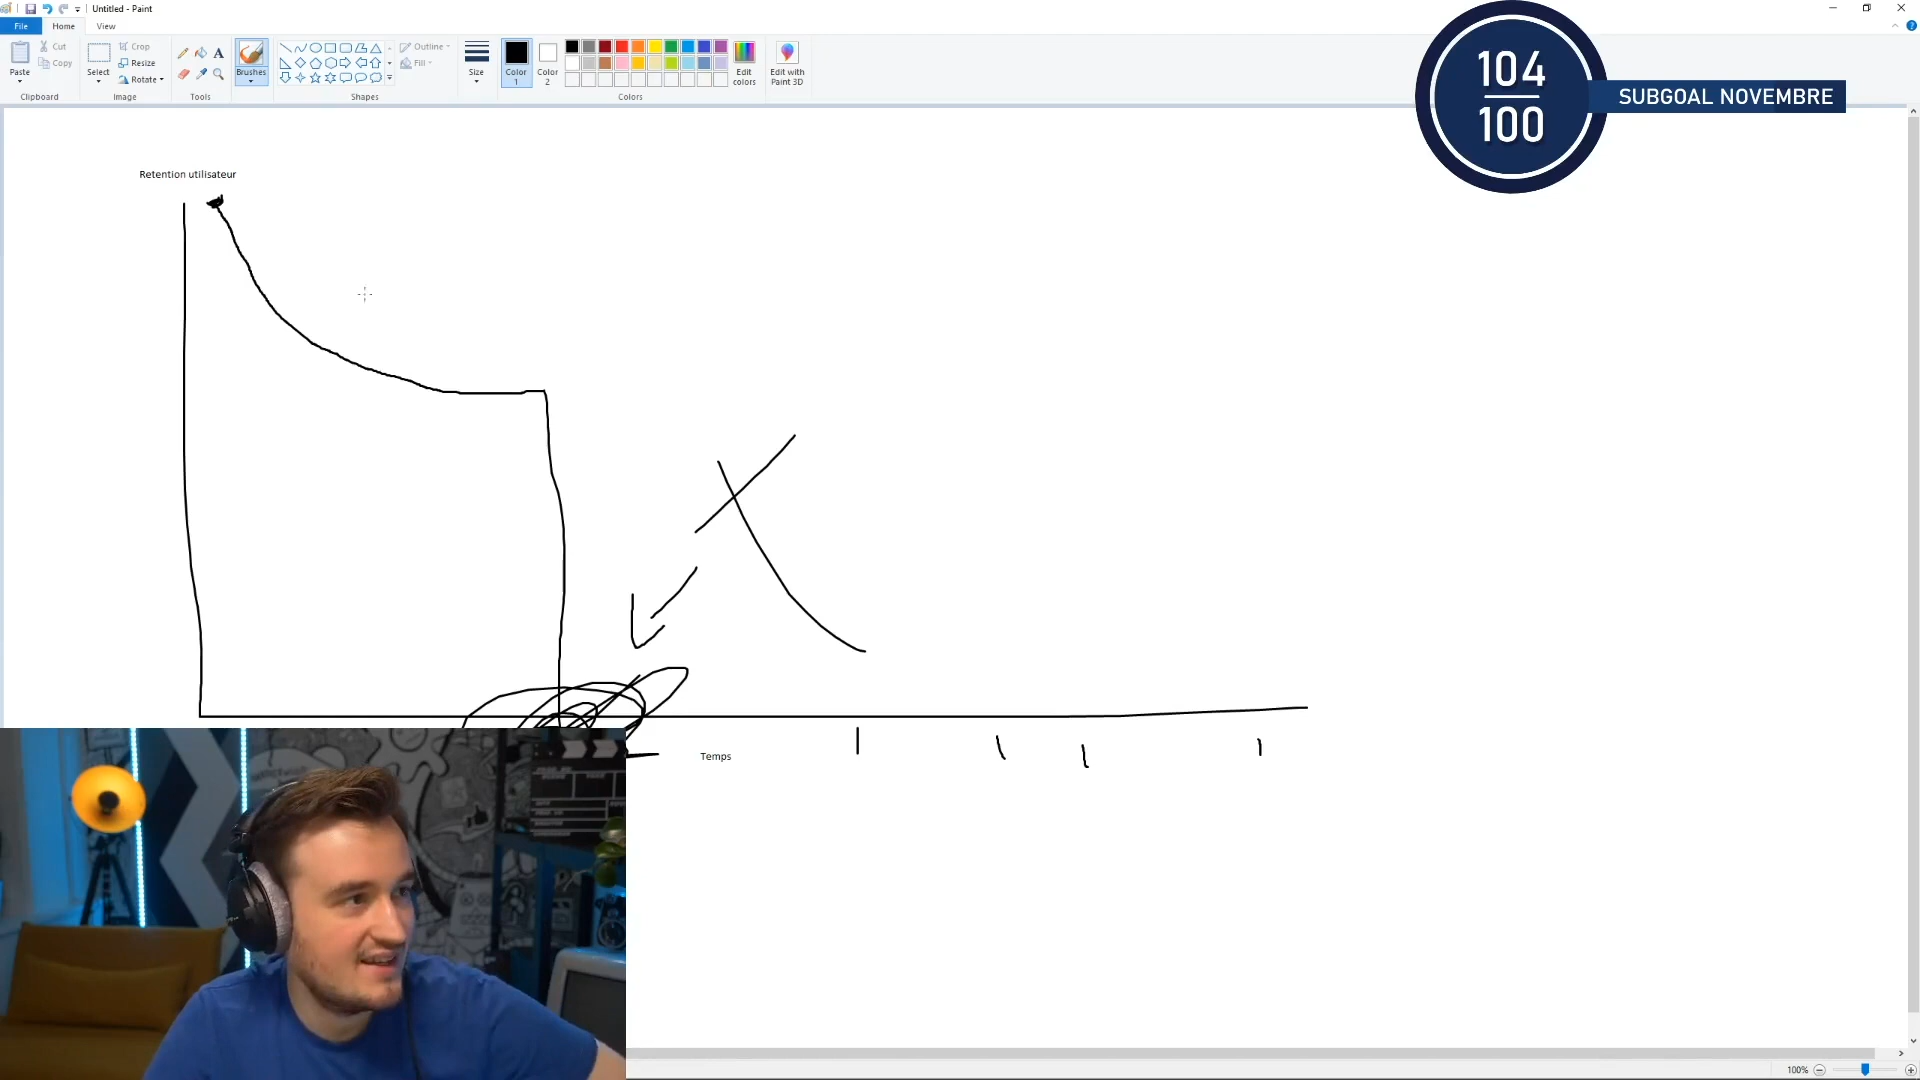 Untitled - Paint
File
Home
View
Cut
Copy
Paste
Clipboard
Crop
Resize
Rotate
Select
Image
Tools
Brushes
Outline
Fill
Shapes
Size
Color
1
Color
2
Edit
colors
Colors
Edit with
Paint 3D
104
100
SUBGOAL NOVEMBRE
Retention utilisateur
Temps
100%